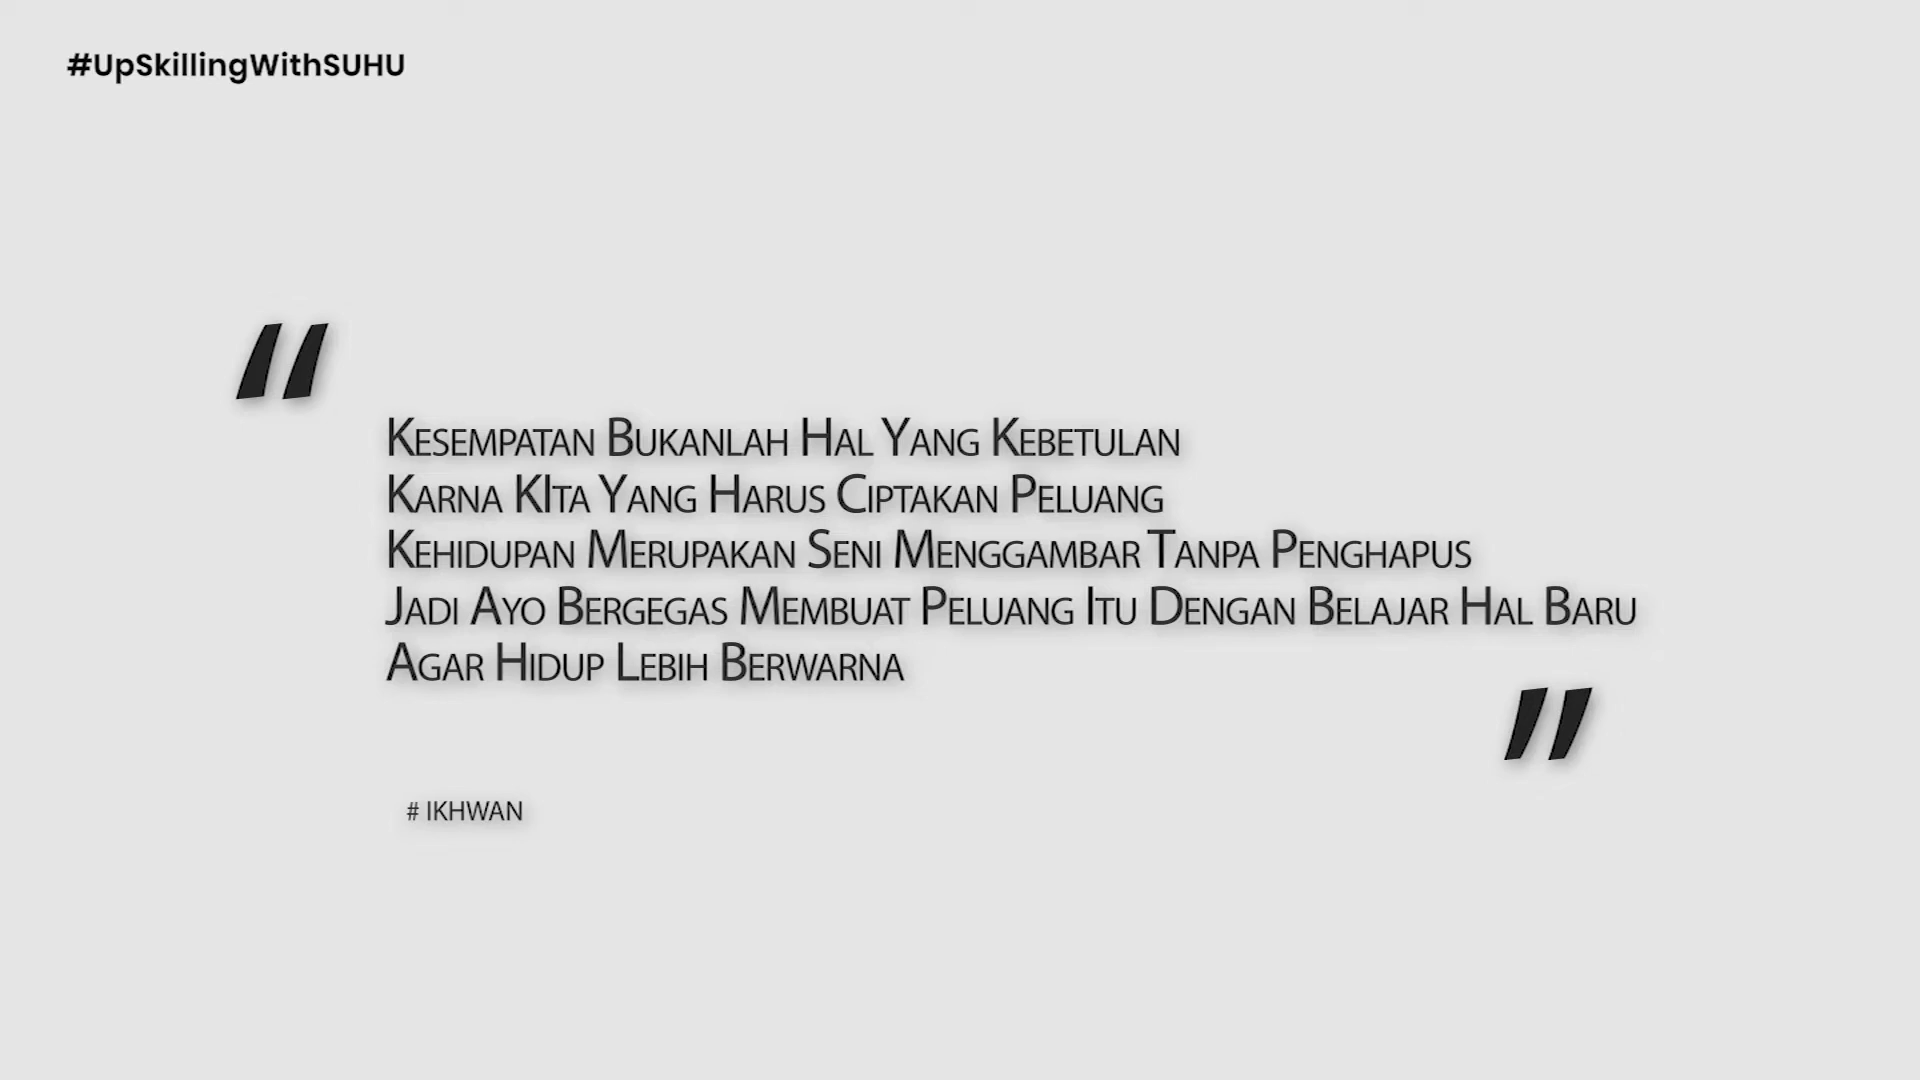 #UpSkillingWithSUHU
“
Kesempatan Bukanlah Hal Yang Kebetulan
Karna KIta Yang Harus Ciptakan Peluang
Kehidupan Merupakan Seni Menggambar Tanpa Penghapus
Jadi Ayo Bergegas Membuat Peluang Itu Dengan Belajar Hal Baru
Agar Hidup Lebih Berwarna
”
# IKHWAN